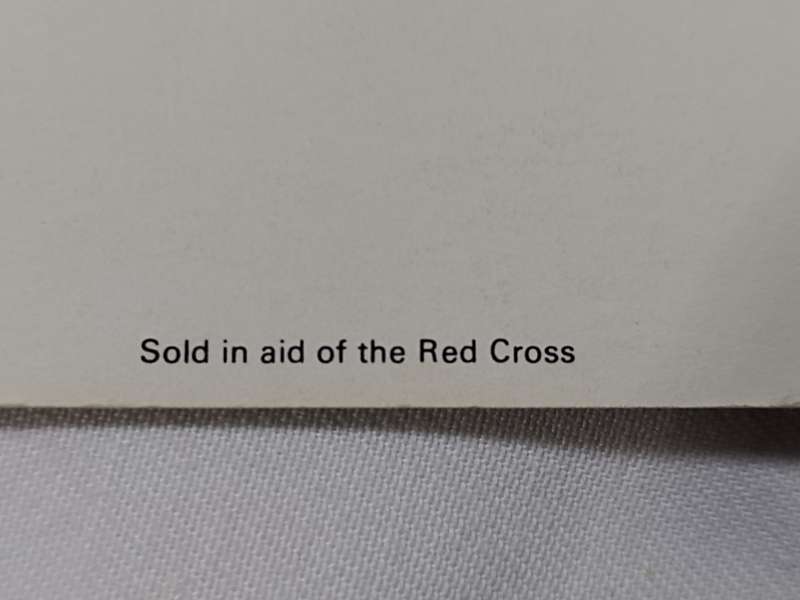 Sold in aid of the Red Cross